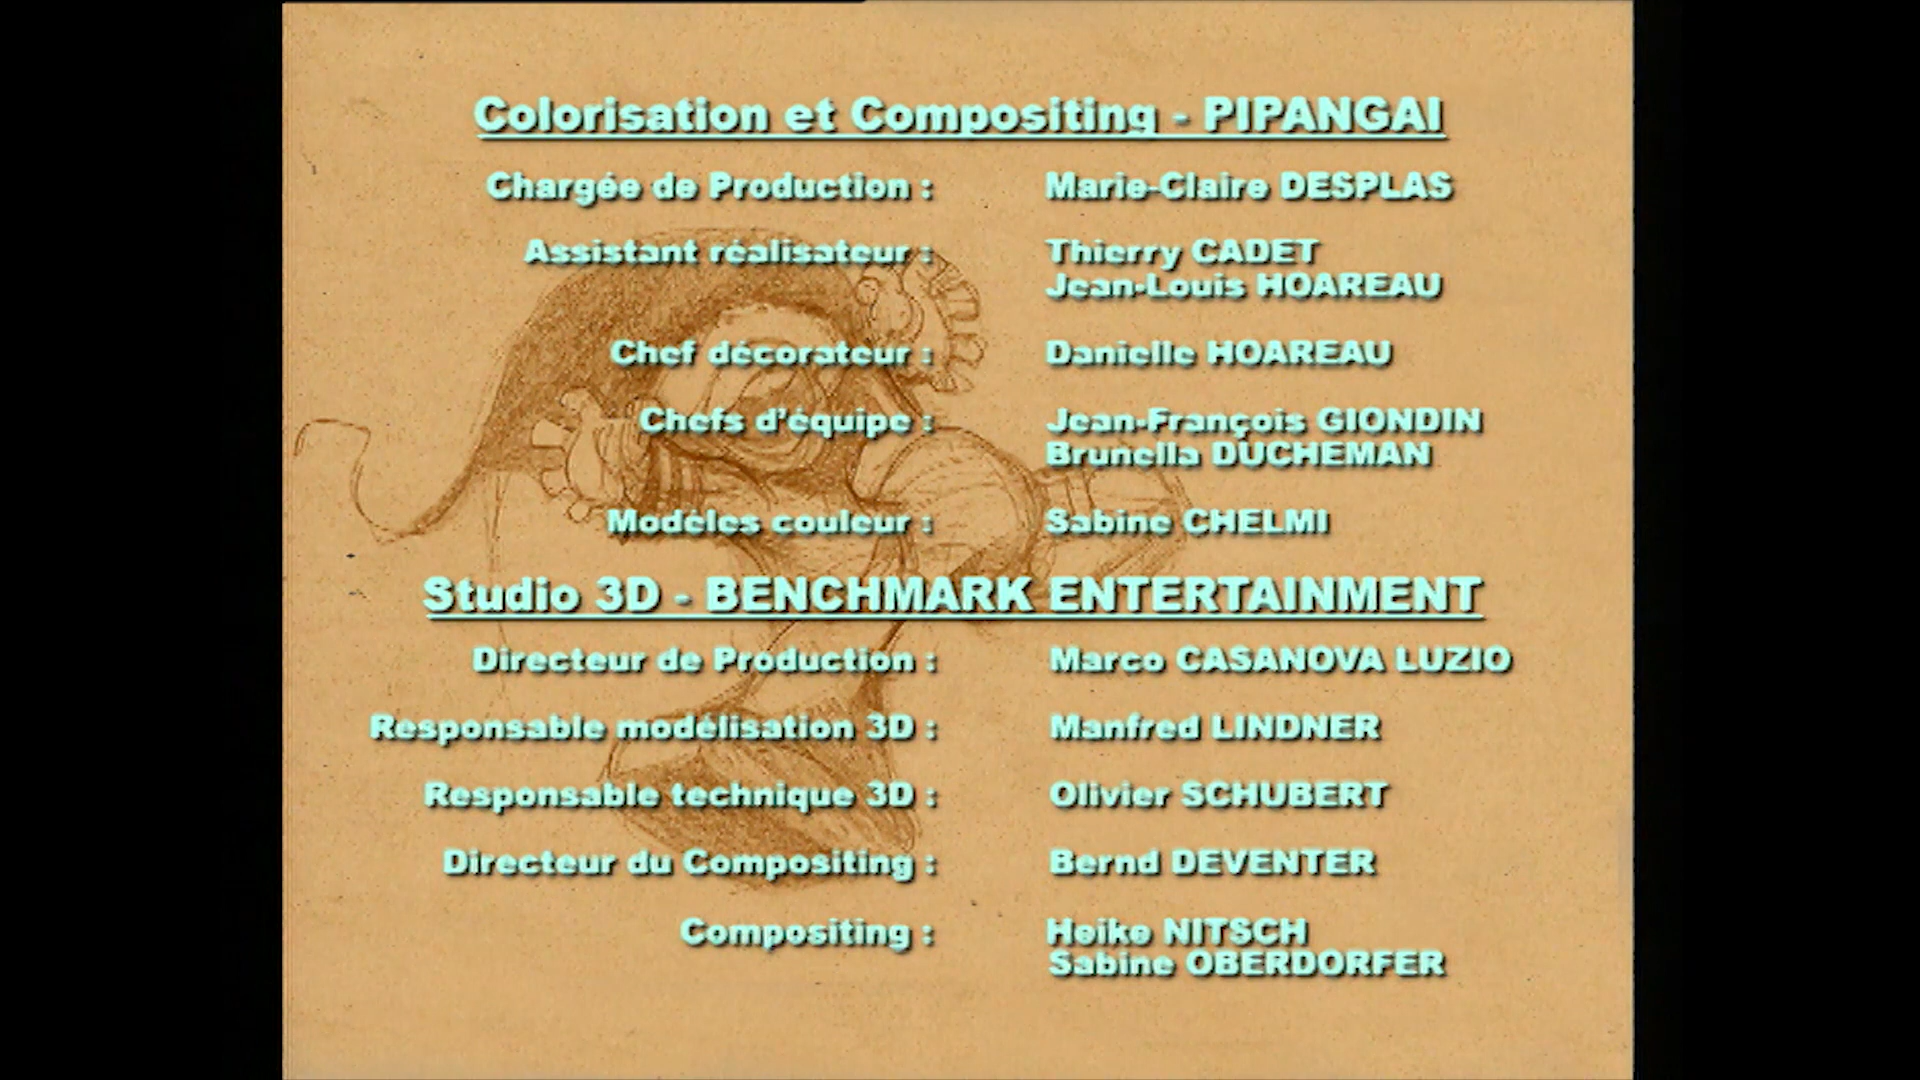 Colorisation et Compositing - PIPANGAI
Chargée de Production : Marie-Claire DESPLAS
Assistant réalisateur : Thierry CADET
Jean-Louis HOAREAU
Chef décorateur : Danielle HOAREAU
Chefs d'équipe : Jean-François GIONDIN
Brunella DUCHEMAN
Modèles couleur : Sabine CHELMI
Studio 3D - BENCHMARK ENTERTAINMENT
Directeur de Production : Marco CASANOVA LUZIO
Responsable modélisation 3D : Manfred LINDNER
Responsable technique 3D : Olivier SCHUBERT
Directeur du Compositing : Bernd DEVENTER
Compositing : Heike NITSCH
Sabine OBERDORFER